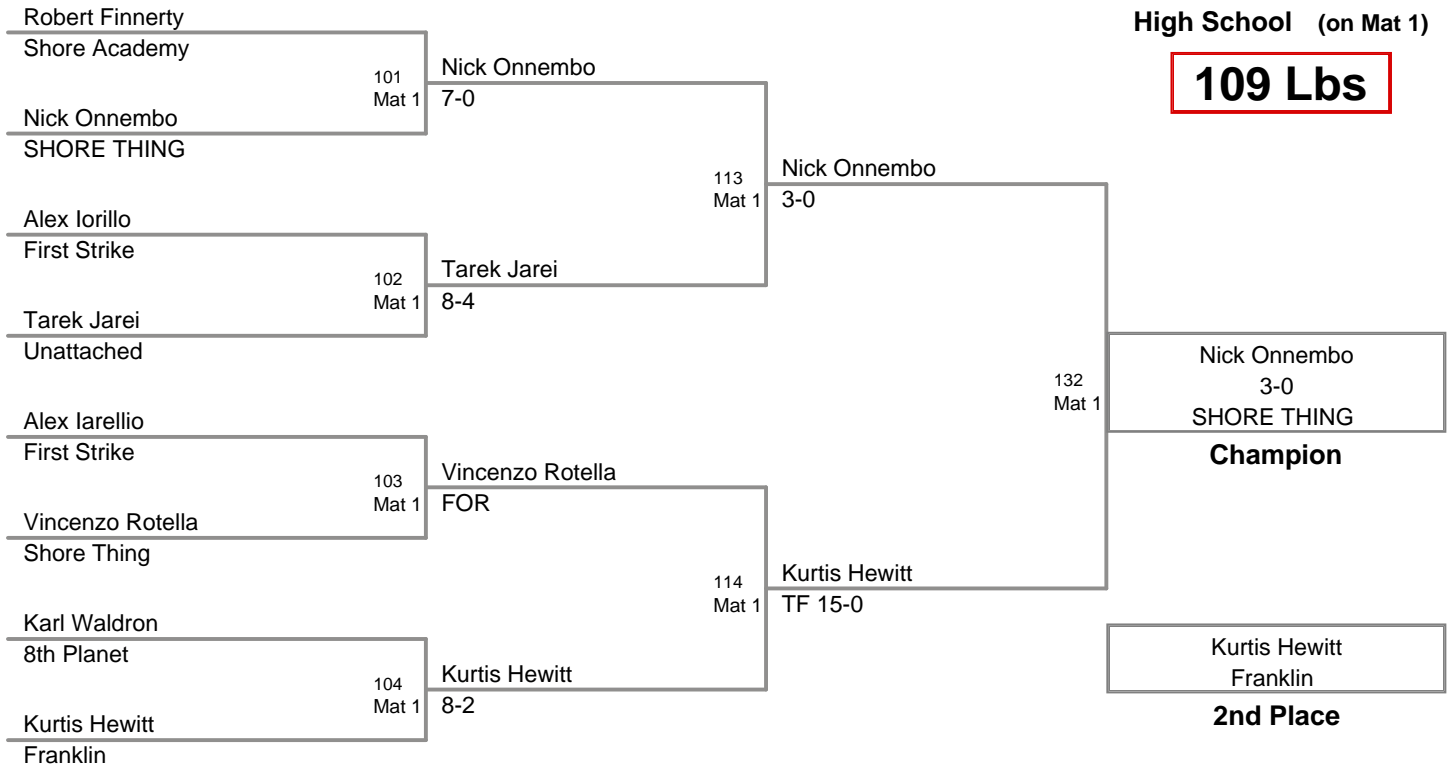 Robert Finnerty
Shore Academy
101
Mat 1
Nick Onnembo
SHORE THING
Nick Onnembo
7-0
Alex Iorillo
First Strike
102
Mat 1
Tarek Jarei
Unattached
Tarek Jarei
8-4
113
Mat 1
Nick Onnembo
3-0
Alex Iarellio
First Strike
103
Mat 1
Vincenzo Rotella
Shore Thing
Vincenzo Rotella
FOR
Karl Waldron
8th Planet
104
Mat 1
Kurtis Hewitt
Franklin
Kurtis Hewitt
8-2
114
Mat 1
Kurtis Hewitt
TF 15-0
132
Mat 1
High School (on Mat 1)
109 Lbs
Nick Onnembo
3-0
SHORE THING
Champion
Kurtis Hewitt
Franklin
2nd Place